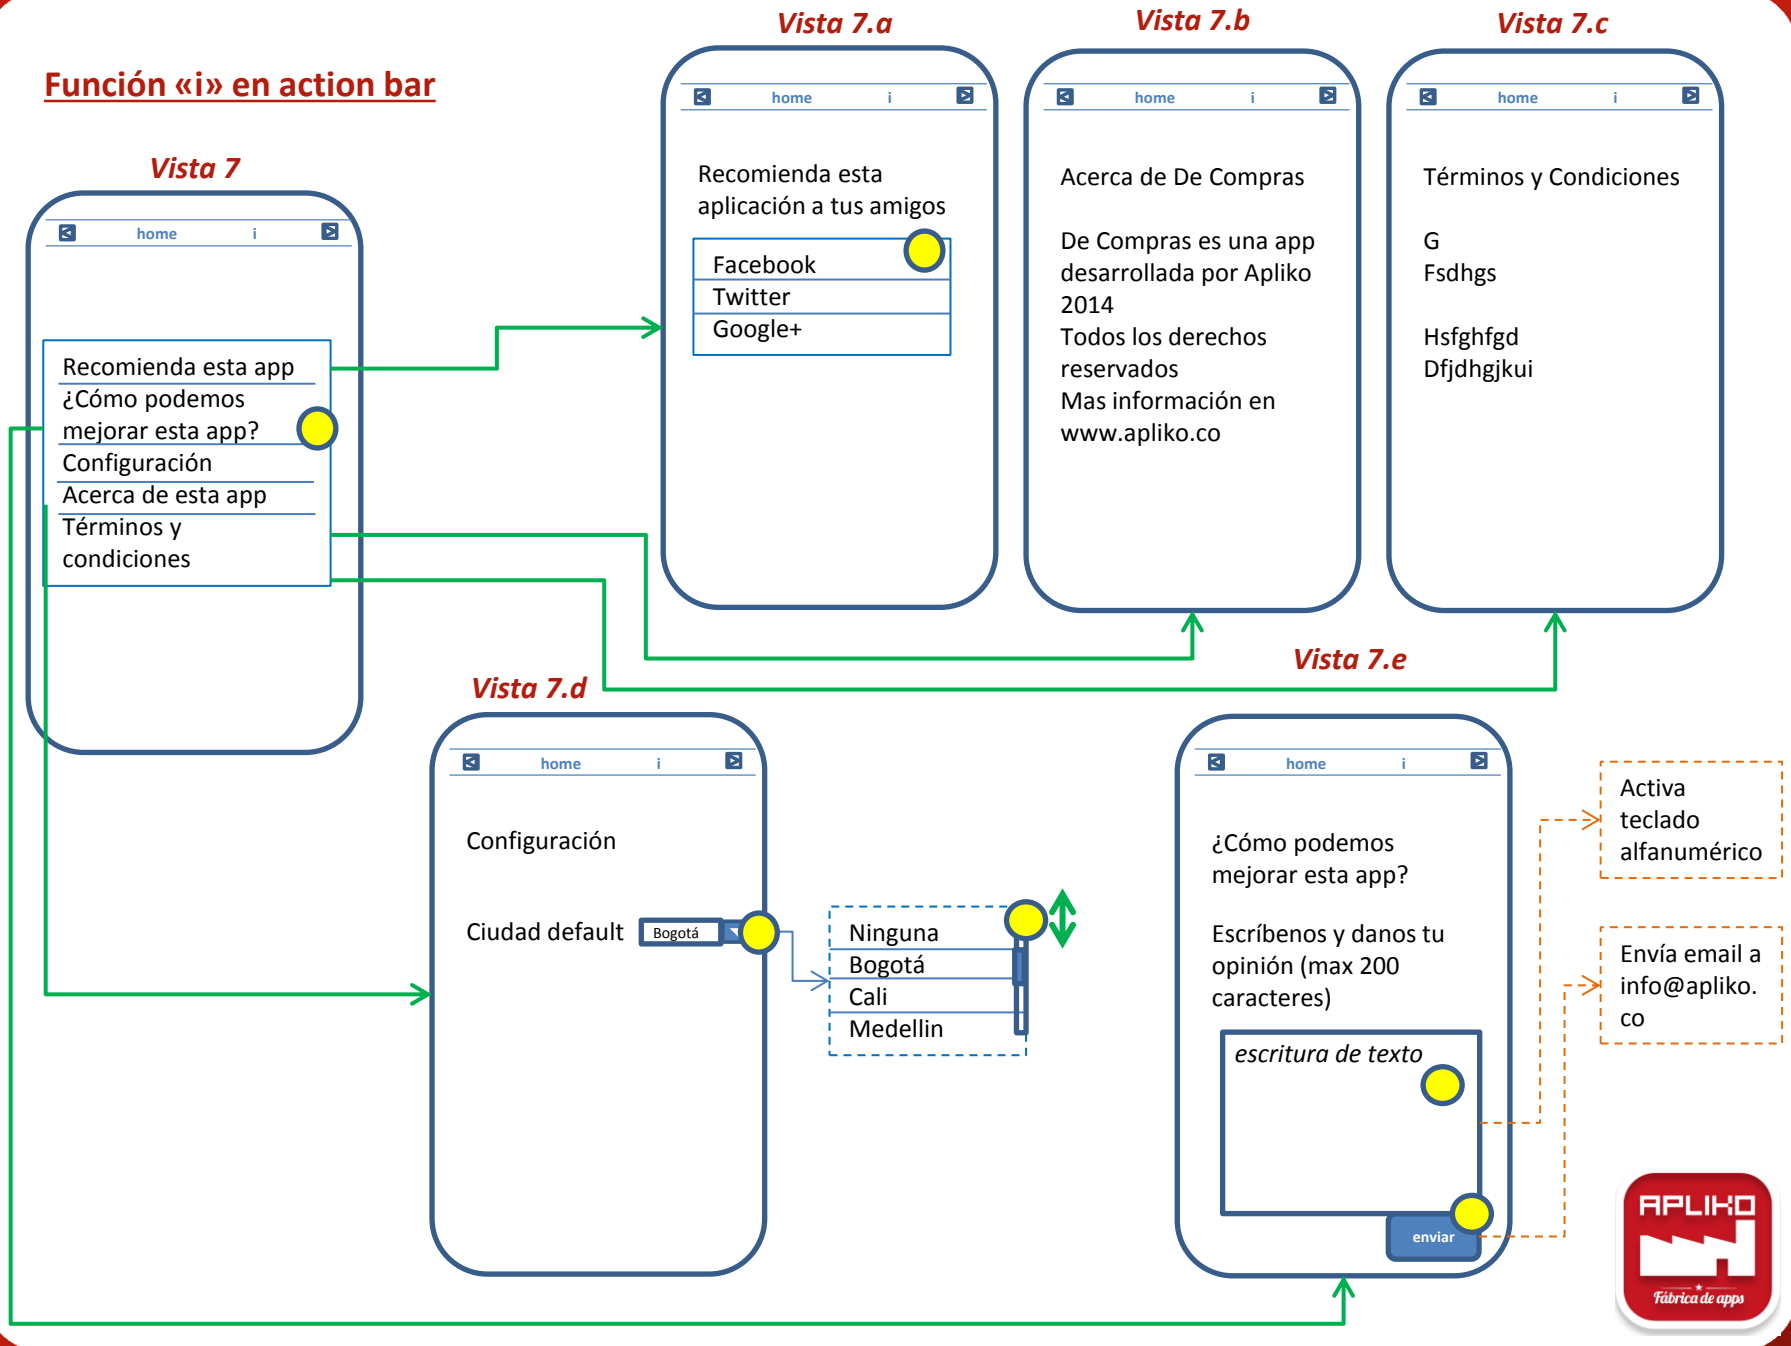 Función «i» en action bar
Vista 7
home i
Recomienda esta app
¿Cómo podemos
mejorar esta app?
Configuración
Acerca de esta app
Términos y
condiciones
Vista 7.a
home i
Recomienda esta
aplicación a tus amigos
Facebook
Twitter
Google+
Vista 7.b
home i
Acerca de De Compras
De Compras es una app
desarrollada por Apliko
2014
Todos los derechos
reservados
Mas información en
www.apliko.co
Vista 7.c
home i
Términos y Condiciones
G
Fsdhgs
Hsfghfgd
Dfjdhgjkui
Vista 7.d
home i
Configuración
Ciudad default Bogotá
Ninguna
Bogotá
Cali
Medellin
Vista 7.e
home i
¿Cómo podemos
mejorar esta app?
Escríbenos y danos tu
opinión (max 200
caracteres)
escritura de texto
enviar
Activa
teclado
alfanumérico
Envía email a
info@apliko.
co
APLIKO
Fábrica de apps